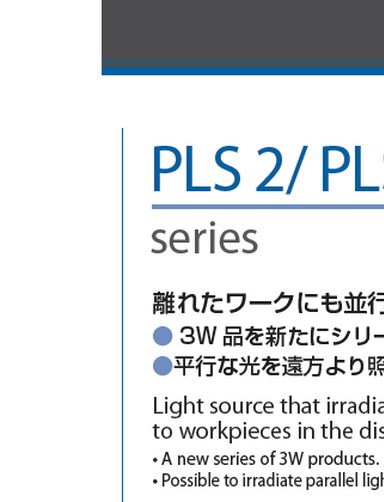 PLS 2/ PL
series
離れたワークにも並行
● 3W 品を新たにシリー
●平行な光を遠方より照
Light source that irradia
to workpieces in the dis
• A new series of 3W products.
• Possible to irradiate parallel ligh